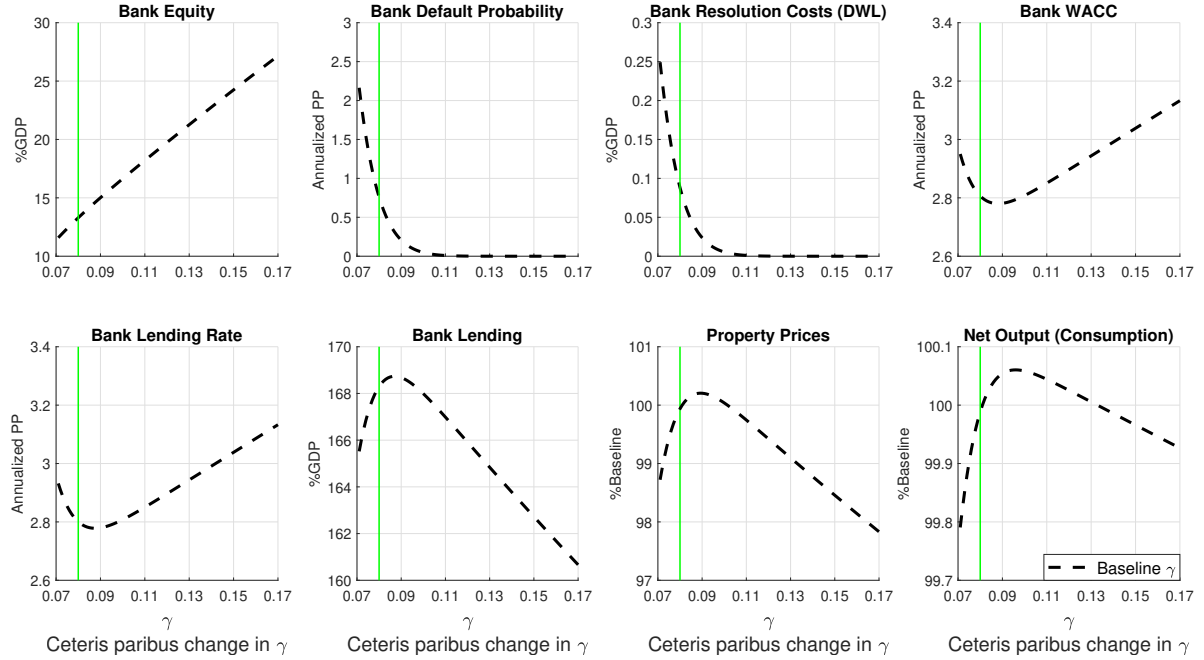 Bank Equity
30
25
20
15
10
%GDP
0.07 0.09 0.11 0.13 0.15 0.17
Bank Default Probability
3
2.5
2
1.5
1
0.5
0
Annualized PP
0.07 0.09 0.11 0.13 0.15 0.17
Bank Resolution Costs (DWL)
0.3
0.25
0.2
0.15
0.1
0.05
0
%GDP
0.07 0.09 0.11 0.13 0.15 0.17
Bank WACC
3.4
3.2
3
2.8
2.6
Annualized PP
0.07 0.09 0.11 0.13 0.15 0.17
Bank Lending Rate
3.4
3.2
3
2.8
2.6
Annualized PP
0.07 0.09 0.11 0.13 0.15 0.17
γ
Ceteris paribus change in γ
Bank Lending
170
168
166
164
162
160
%GDP
0.07 0.09 0.11 0.13 0.15 0.17
γ
Ceteris paribus change in γ
Property Prices
101
100
99
98
97
%Baseline
0.07 0.09 0.11 0.13 0.15 0.17
γ
Ceteris paribus change in γ
Net Output (Consumption)
100.1
100
99.9
99.8
99.7
%Baseline
Baseline γ
0.07 0.09 0.11 0.13 0.15 0.17
γ
Ceteris paribus change in γ